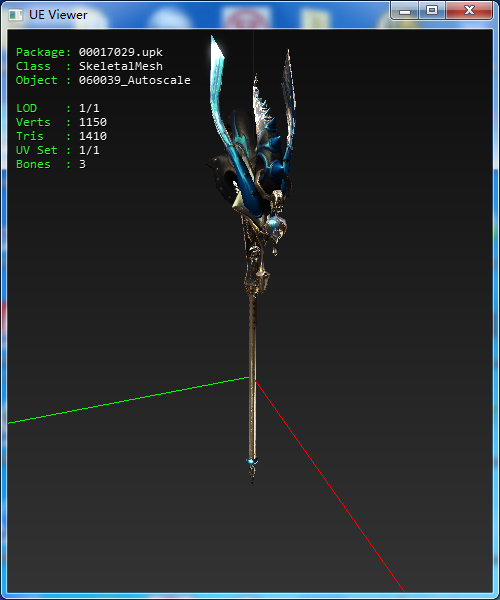 UE Viewer
Package: 00017029.upk
Class  : SkeletalMesh
Object : 060039_Autoscale
LOD    : 1/1
Verts  : 1150
Tris   : 1410
UV Set : 1/1
Bones  : 3